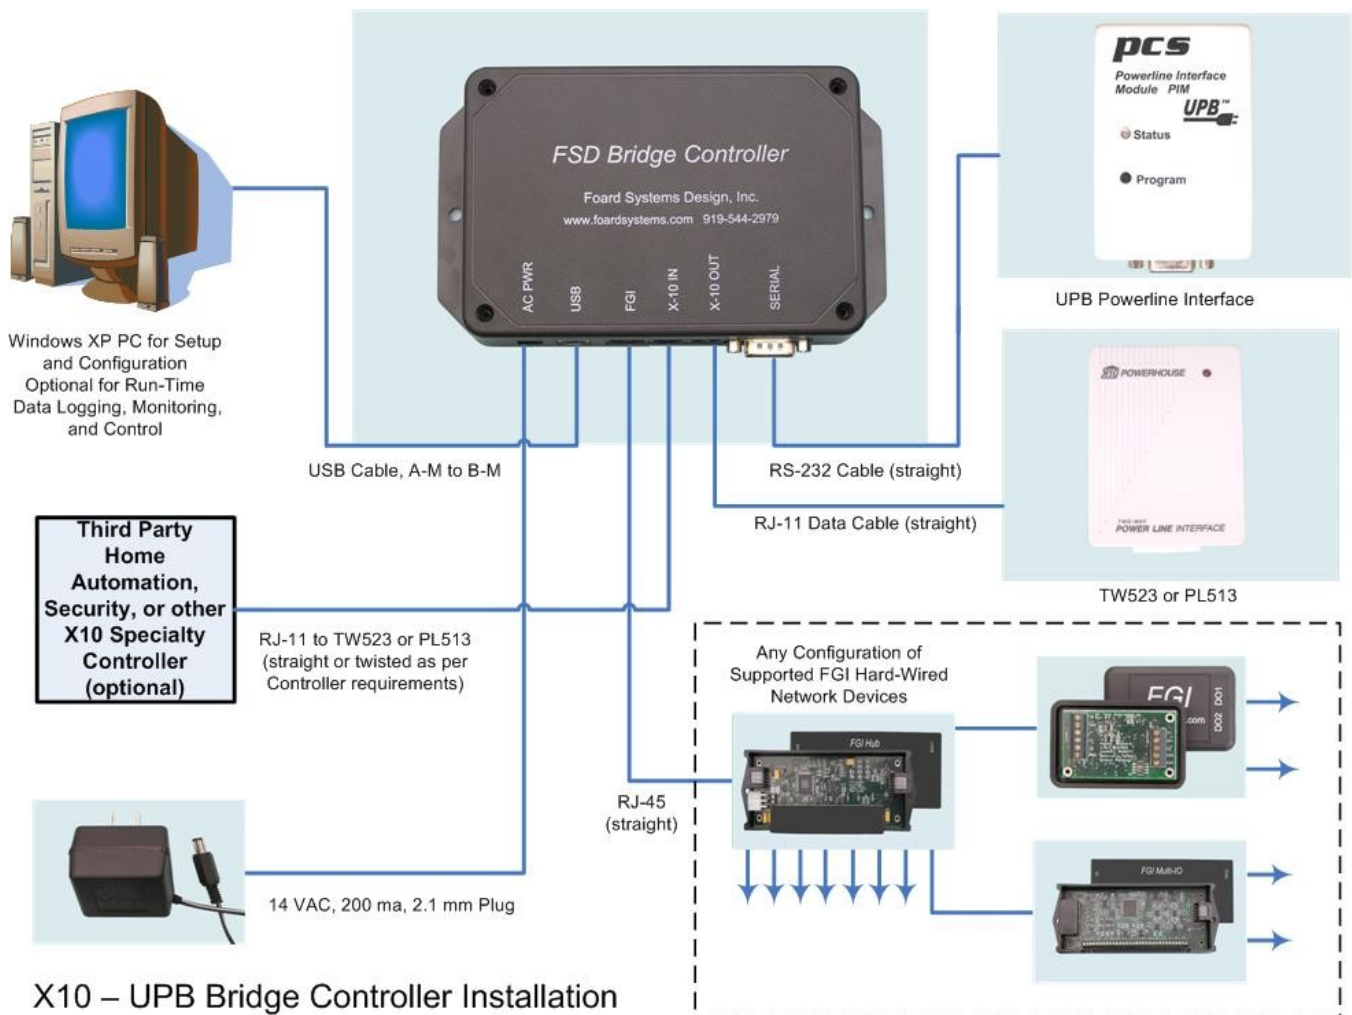 pcs
Powerline Interface
Module PIM
UPB™
Status
Program
UPB Powerline Interface
FSD Bridge Controller
Foard Systems Design, Inc.
www.foardsystems.com 919-544-2979
AC PWR
USB
FGI
X-10 IN
X-10 OUT
SERIAL
Windows XP PC for Setup
and Configuration
Optional for Run-Time
Data Logging, Monitoring,
and Control
USB Cable, A-M to B-M
RS-232 Cable (straight)
RJ-11 Data Cable (straight)
X10 POWERHOUSE
TWO-WAY
POWER LINE INTERFACE
TW523 or PL513
Third Party
Home
Automation,
Security, or other
X10 Specialty
Controller
(optional)
RJ-11 to TW523 or PL513
(straight or twisted as per
Controller requirements)
Any Configuration of
Supported FGI Hard-Wired
Network Devices
FGI Hub
FGI
.com
DO2 DO1
RJ-45
(straight)
FGI Multi-IO
14 VAC, 200 ma, 2.1 mm Plug
X10 – UPB Bridge Controller Installation